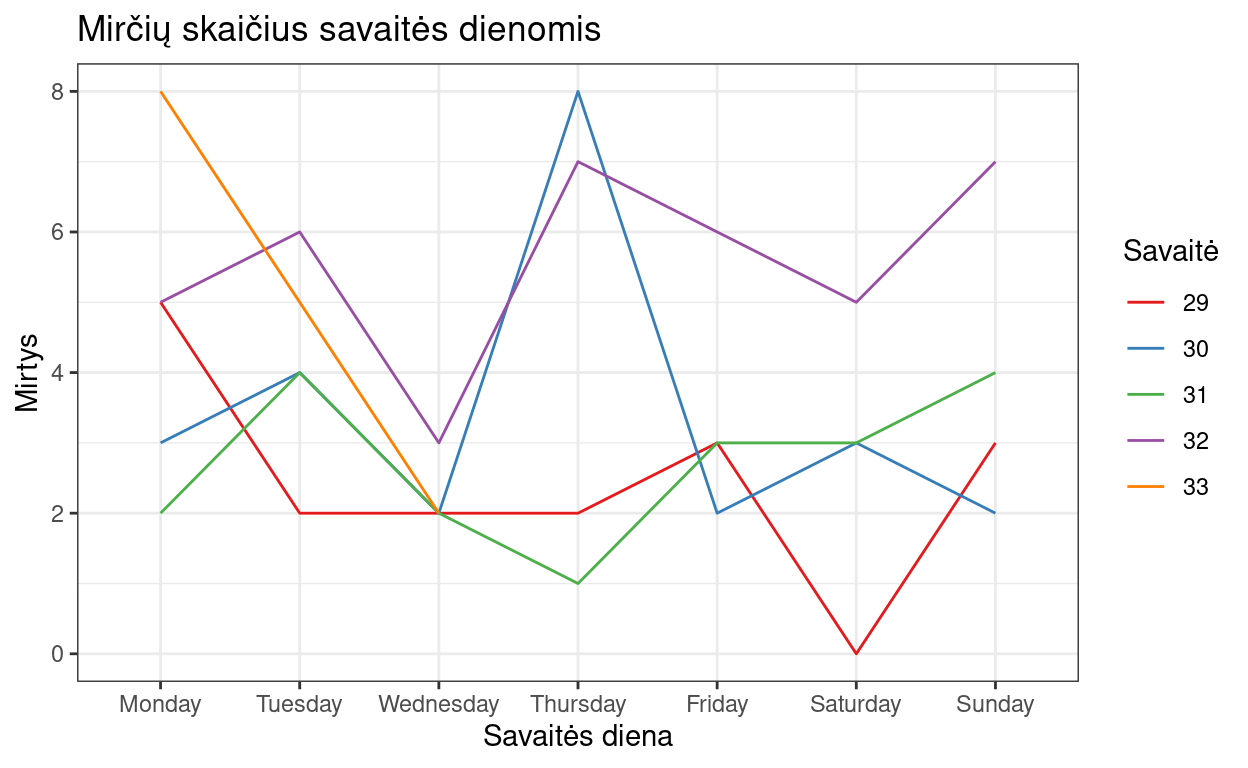 Mirčių skaičius savaitės dienomis
8
6
4
2
0
Mirtys
Monday Tuesday Wednesday Thursday Friday Saturday Sunday
Savaitės diena
Savaitė
29
30
31
32
33